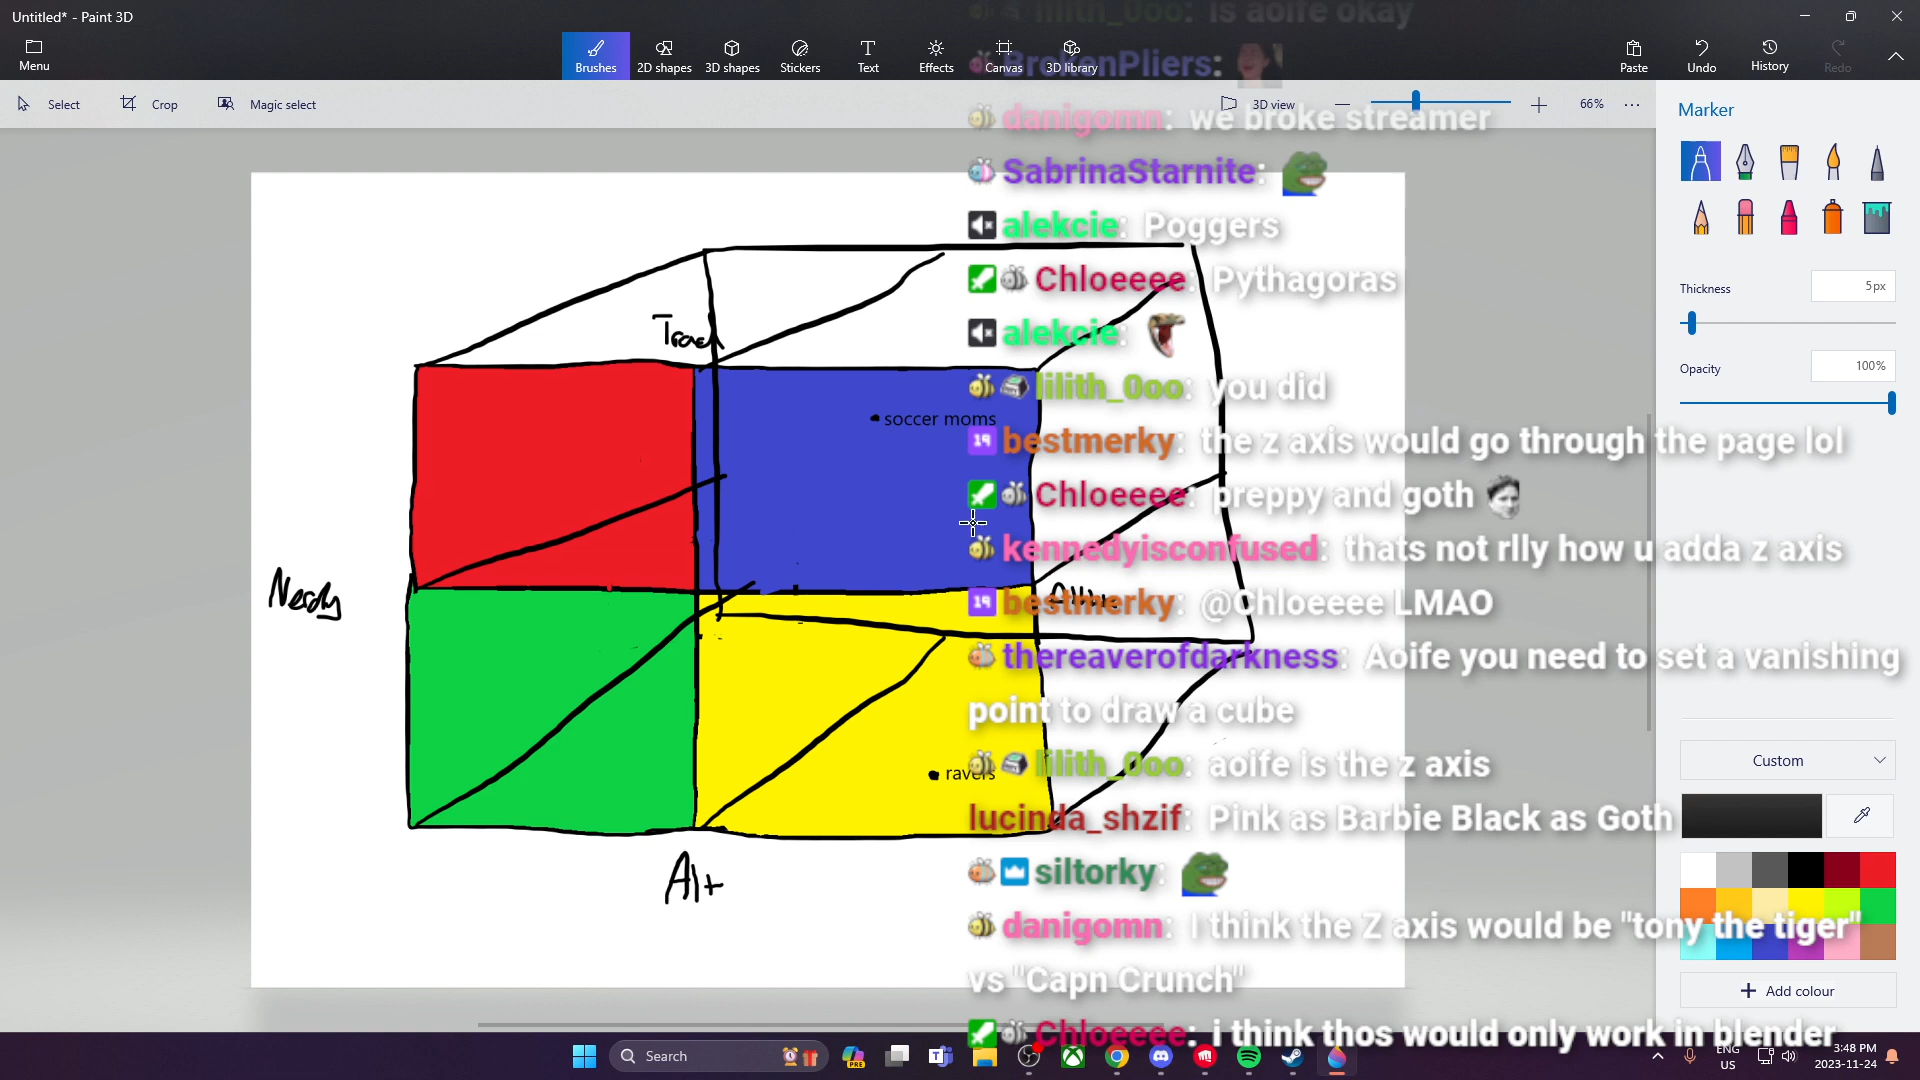 Untitled* - Paint 3D
Menu
Brushes
2D shapes
3D shapes
Stickers
Text
Effects
Canvas
3D library
Paste
Undo
History
Redo
Select
Crop
Magic select
3D view
66%
lilith_0oo: is aoife okay
BrokenPliers:
danigomn: we broke streamer
SabrinaStarnite:
alekcie: Poggers
Chloeeee: Pythagoras
alekcie:
lilith_0oo: you did
bestmerky: the z axis would go through the page lol
Chloeeee: preppy and goth
kennedyisconfused: thats not rlly how u adda z axis
bestmerky: @Chloeeee LMAO
thereaverofdarkness: Aoife you need to set a vanishing
point to draw a cube
lilith_0oo: aoife is the z axis
lucinda_shzif: Pink as Barbie Black as Goth
siltorky:
danigomn: I think the Z axis would be "tony the tiger"
vs "Capn Crunch"
Chloeeee: i think thos would only work in blender
soccer moms
Nerdy
ravers
Alt
Marker
Thickness
5px
Opacity
100%
Custom
Add colour
Search
PRE
ENG
US
3:48 PM
2023-11-24